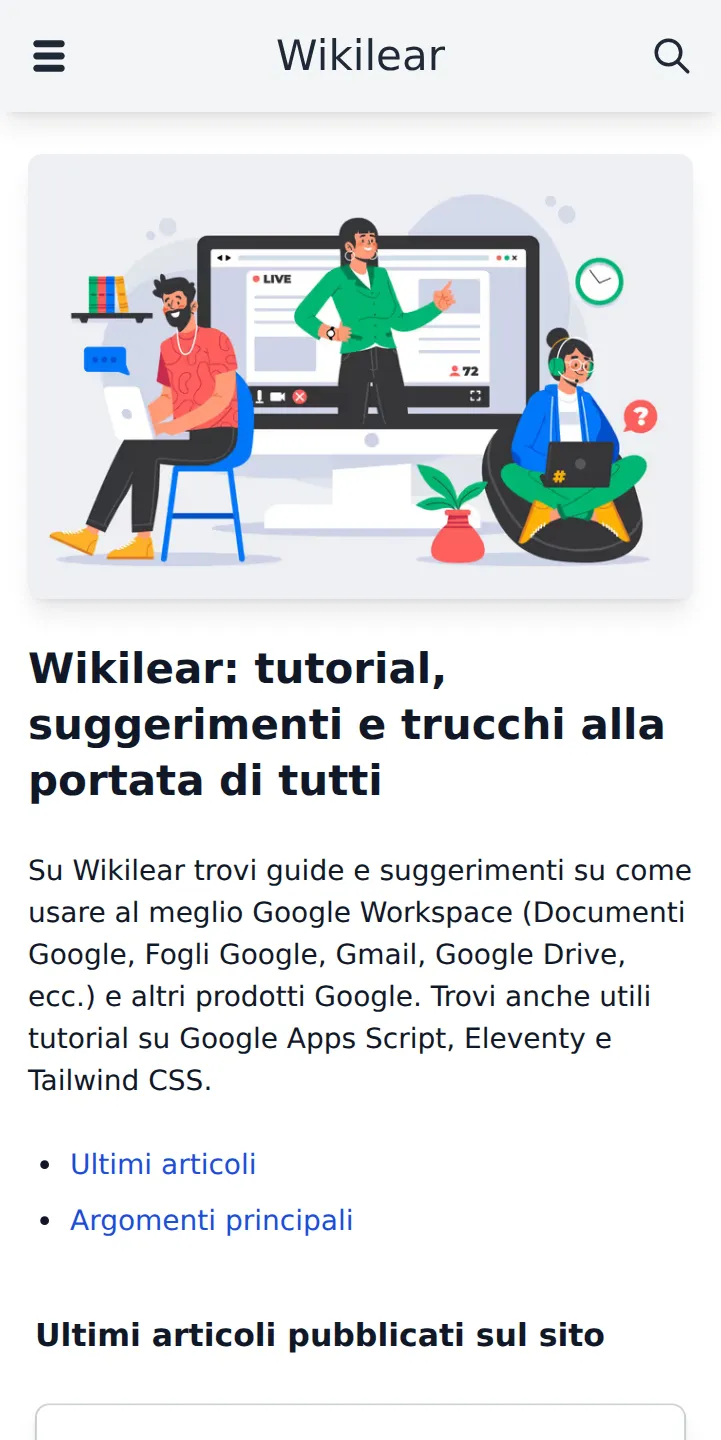 Wikilear
LIVE
72
?
#
Wikilear: tutorial,
suggerimenti e trucchi alla
portata di tutti
Su Wikilear trovi guide e suggerimenti su come
usare al meglio Google Workspace (Documenti
Google, Fogli Google, Gmail, Google Drive,
ecc.) e altri prodotti Google. Trovi anche utili
tutorial su Google Apps Script, Eleventy e
Tailwind CSS.
• Ultimi articoli
• Argomenti principali
Ultimi articoli pubblicati sul sito